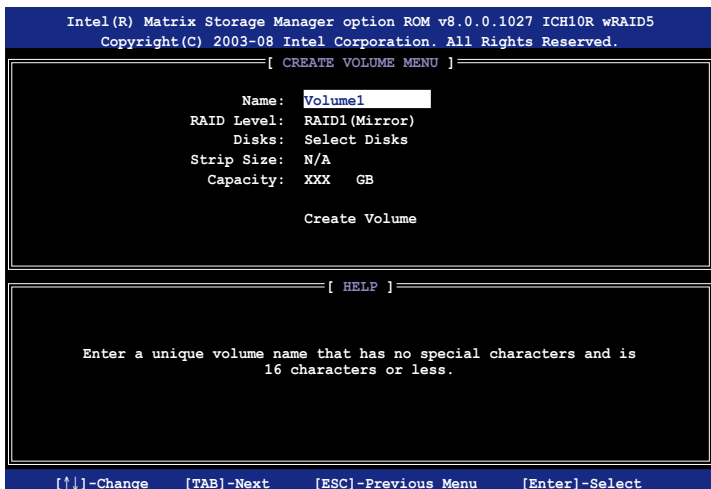 Intel(R) Matrix Storage Manager option ROM v8.0.0.1027 ICH10R wRAID5
Copyright(C) 2003-08 Intel Corporation. All Rights Reserved.
[ CREATE VOLUME MENU ]
Name: Volume1
RAID Level: RAID1(Mirror)
Disks: Select Disks
Strip Size: N/A
Capacity: XXX GB
Create Volume
[ HELP ]
Enter a unique volume name that has no special characters and is
16 characters or less.
[↑↓]-Change [TAB]-Next [ESC]-Previous Menu [Enter]-Select